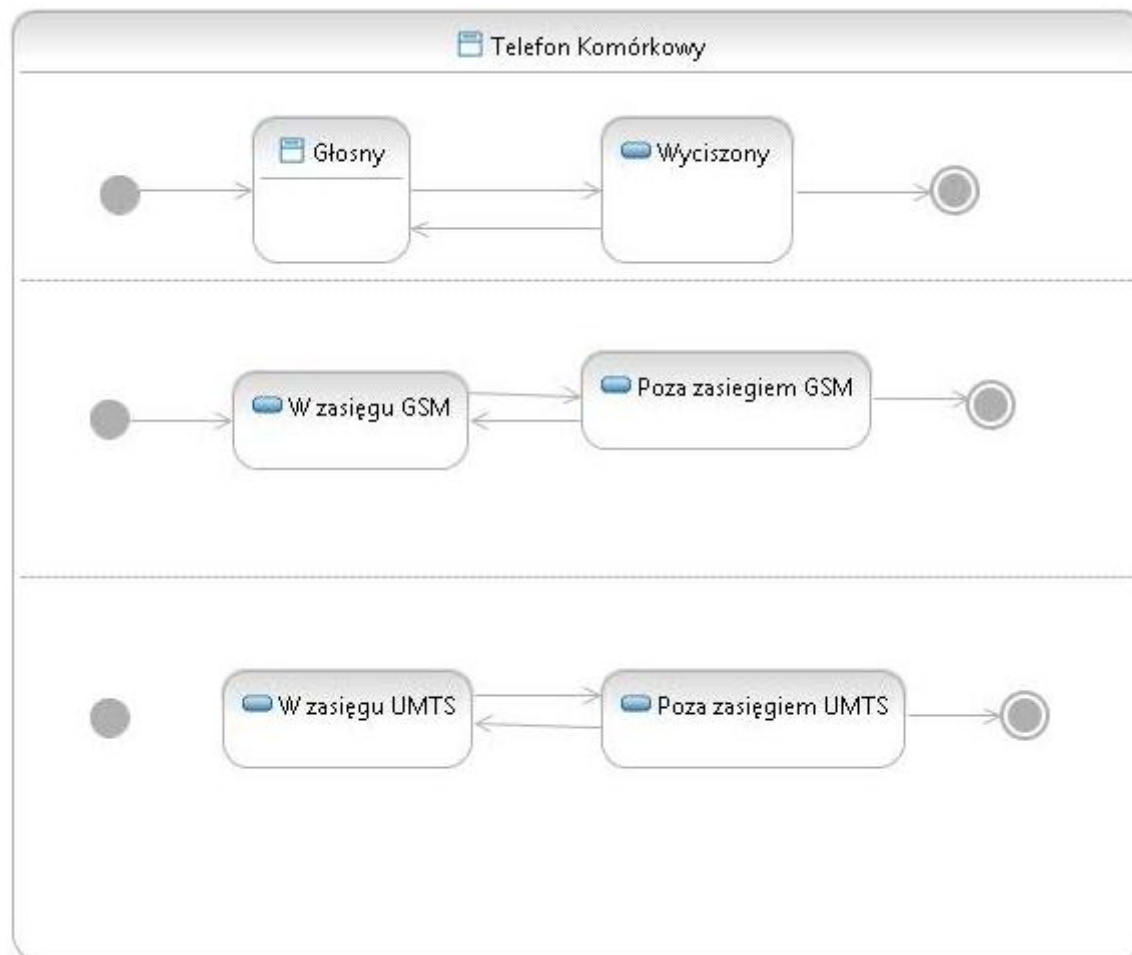 Telefon Komórkowy
Głosny
Wyciszony
W zasięgu GSM
Poza zasiegiem GSM
W zasięgu UMTS
Poza zasięgiem UMTS